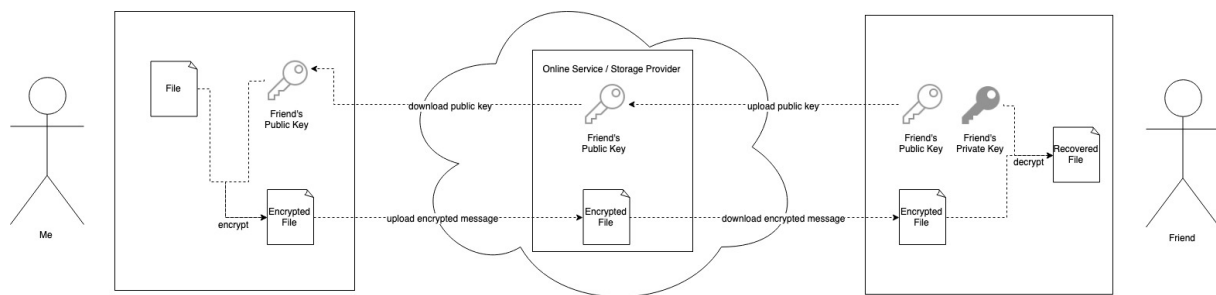 Online Service / Storage Provider
File
download public key
upload public key
Friend's
Public Key
Friend's
Public Key
Friend's
Public Key
Friend's
Private Key
Recovered
File
decrypt
Encrypted
File
encrypt
upload encrypted message
Encrypted
File
download encrypted message
Encrypted
File
Me
Friend